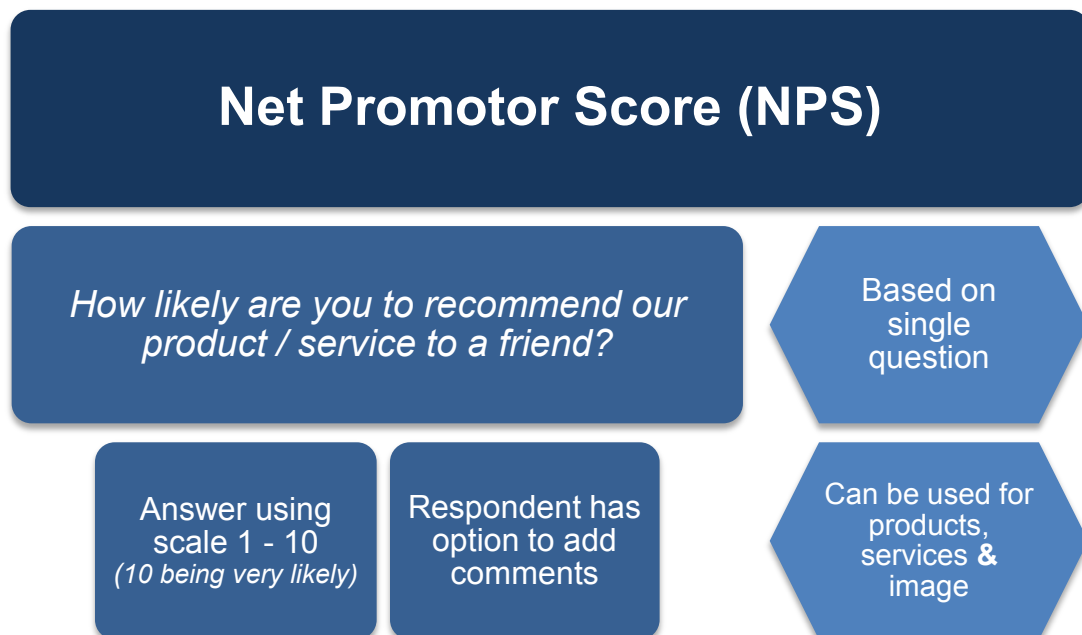 Net Promotor Score (NPS)
How likely are you to recommend our
product / service to a friend?
Based on
single
question
Answer using
scale 1 - 10
(10 being very likely)
Respondent has
option to add
comments
Can be used for
products,
services &
image